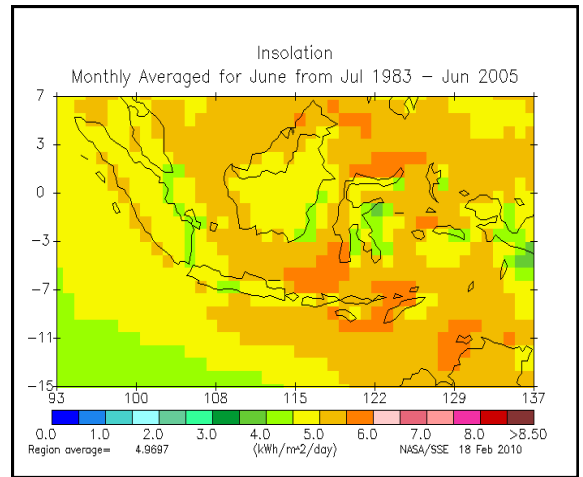 Insolation
Monthly Averaged for June from Jul 1983 – Jun 2005
7
3
0
−3
−7
−11
−15
93 100 108 115 122 129 137
0.0 1.0 2.0 3.0 4.0 5.0 6.0 7.0 8.0 >8.50
Region average= 4.9697 (kWh/m^2/day) NASA/SSE 18 Feb 2010